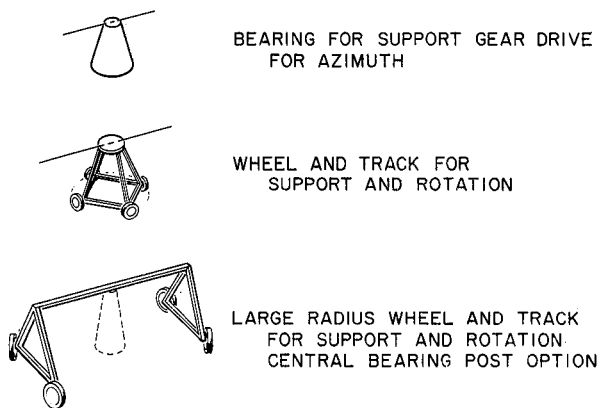 BEARING FOR SUPPORT GEAR DRIVE
FOR AZIMUTH
WHEEL AND TRACK FOR
SUPPORT AND ROTATION
LARGE RADIUS WHEEL AND TRACK
FOR SUPPORT AND ROTATION
CENTRAL BEARING POST OPTION